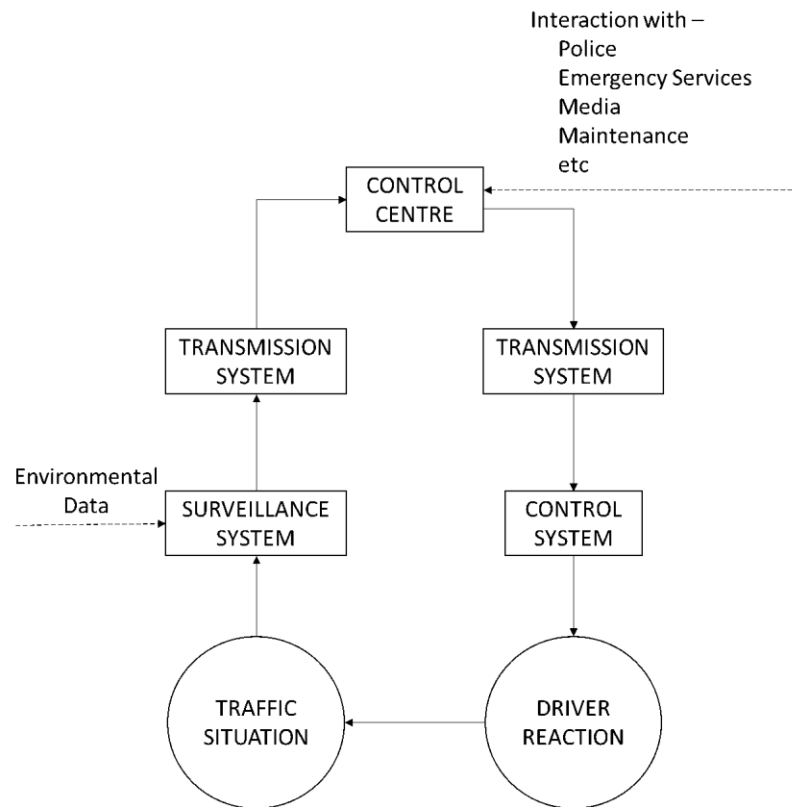 Interaction with –
Police
Emergency Services
Media
Maintenance
etc
CONTROL
CENTRE
TRANSMISSION
SYSTEM
TRANSMISSION
SYSTEM
Environmental
Data
SURVEILLANCE
SYSTEM
CONTROL
SYSTEM
TRAFFIC
SITUATION
DRIVER
REACTION